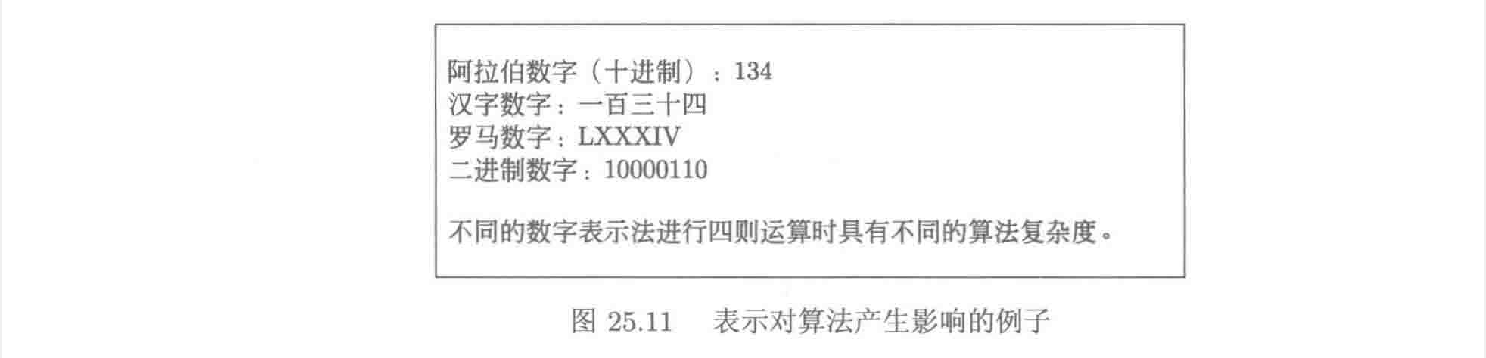 阿拉伯数字（十进制）：134
汉字数字：一百三十四
罗马数字：LXXXIV
二进制数字：10000110
不同的数字表示法进行四则运算时具有不同的算法复杂度。
图 25.11 表示对算法产生影响的例子